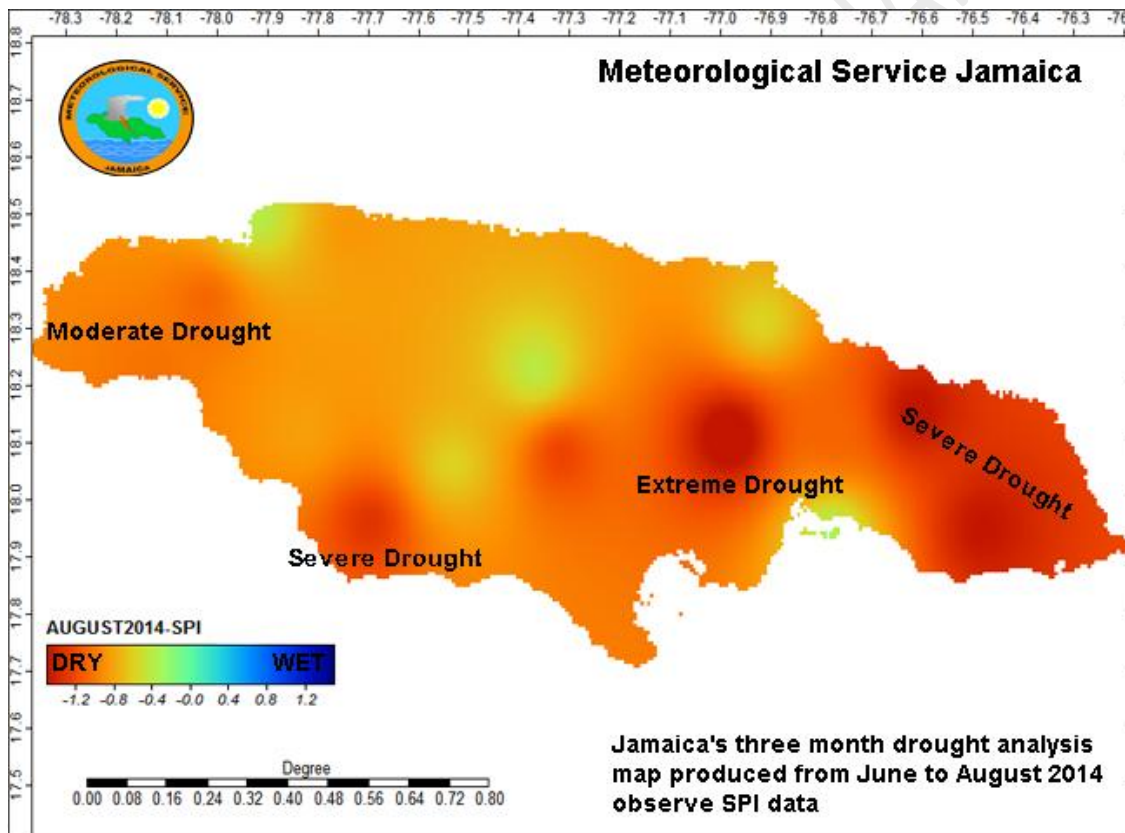 -78.3 -78.2 -78.1 -78.0 -77.9 -77.8 -77.7 -77.6 -77.5 -77.4 -77.3 -77.2 -77.1 -77.0 -76.9 -76.8 -76.7 -76.6 -76.5 -76.4 -76.3
18.8
18.7
18.6
18.5
18.4
18.3
18.2
18.1
18.0
17.9
17.8
17.7
17.6
17.5
METEOROLOGICAL SERVICE
JAMAICA
Meteorological Service Jamaica
Moderate Drought
Severe Drought
Extreme Drought
Severe Drought
AUGUST2014-SPI
DRY WET
-1.2 -0.8 -0.4 -0.0 0.4 0.8 1.2
Degree
0.00 0.08 0.16 0.24 0.32 0.40 0.48 0.56 0.64 0.72 0.80
Jamaica's three month drought analysis
map produced from June to August 2014
observe SPI data